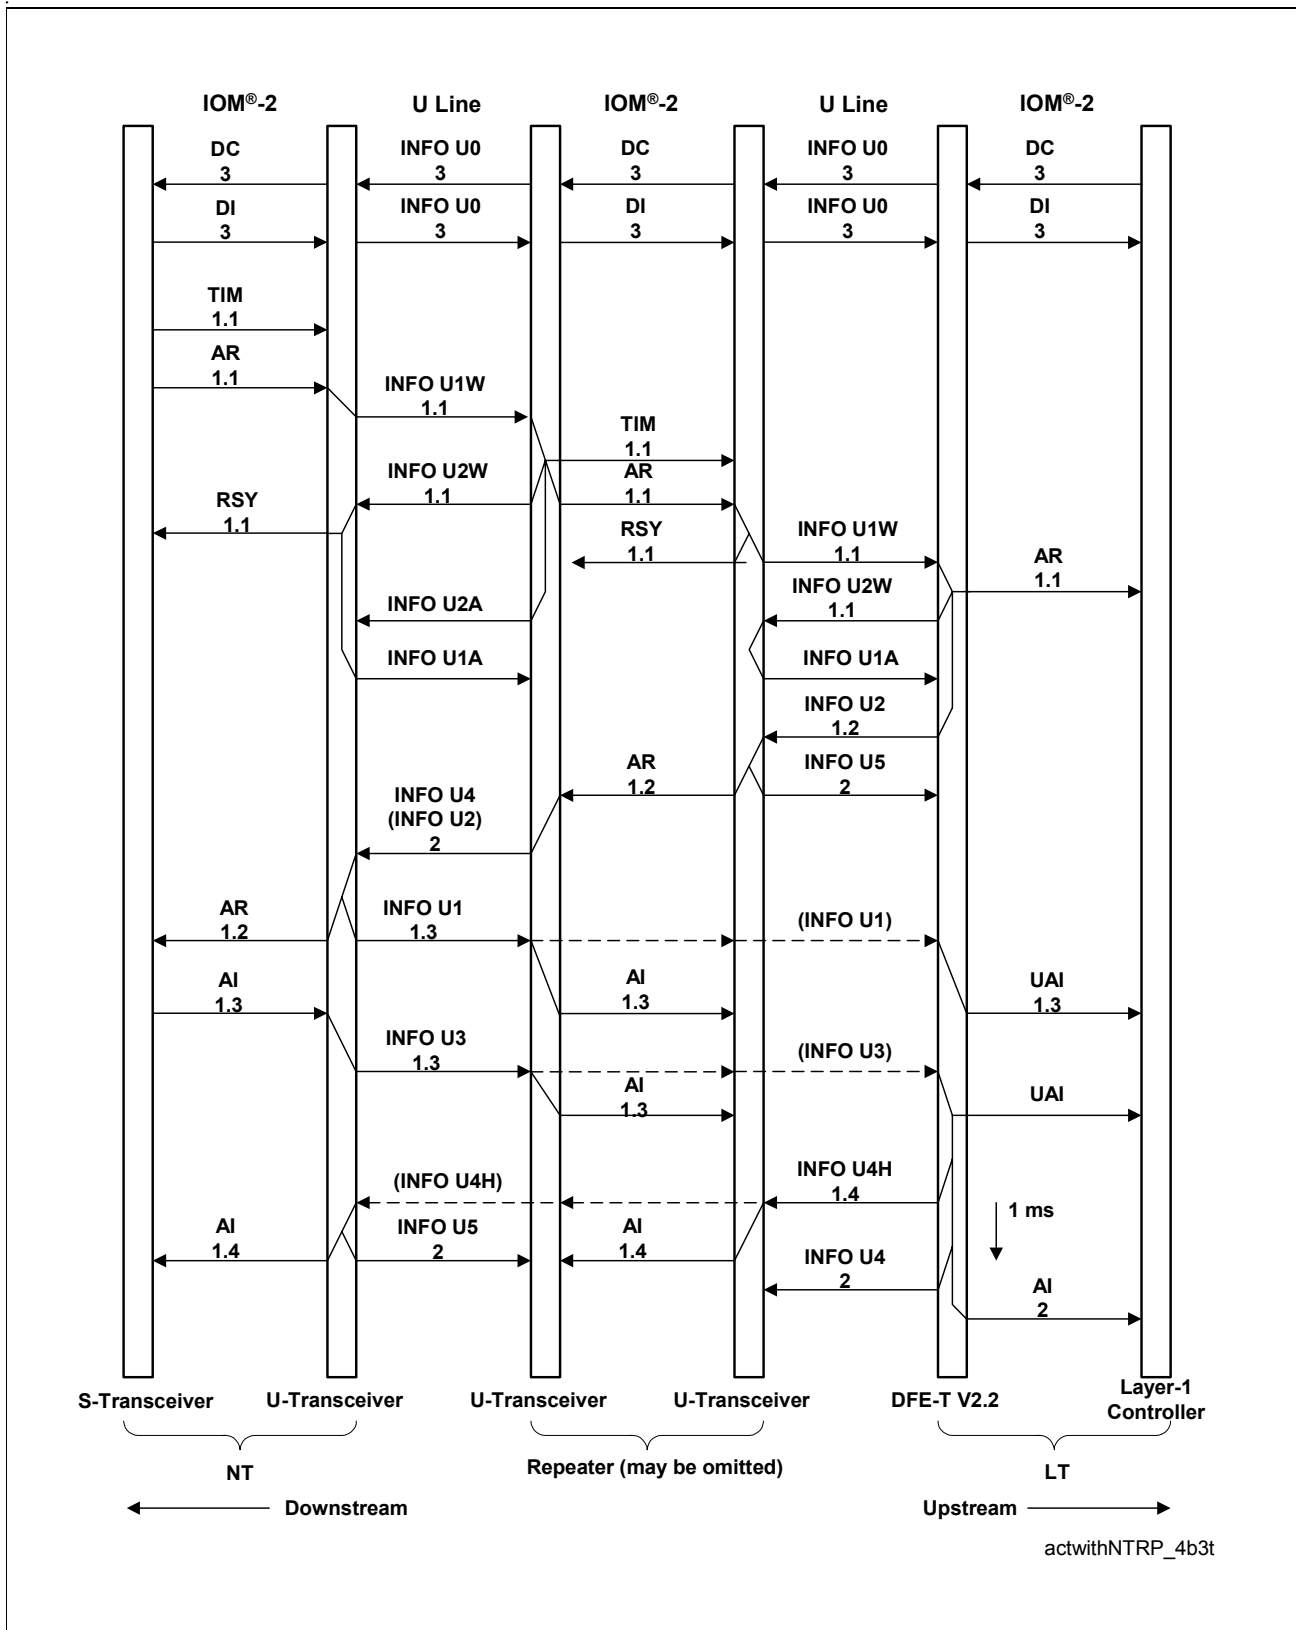 IOM®-2 U Line IOM®-2 U Line IOM®-2
DC INFO U0 DC INFO U0 DC
3 3 3 3 3
DI INFO U0 DI INFO U0 DI
3 3 3 3 3
TIM
1.1
AR
1.1
INFO U1W
1.1
TIM
1.1
INFO U2W AR
1.1 1.1
RSY
1.1
RSY INFO U1W
1.1 1.1
AR
1.1
INFO U2W
1.1
INFO U2A
INFO U1A INFO U1A
INFO U2
1.2
AR INFO U5
1.2 2
INFO U4
(INFO U2)
2
AR INFO U1 (INFO U1)
1.2 1.3
AI AI UAI
1.3 1.3 1.3
INFO U3 (INFO U3)
1.3
AI UAI
1.3
(INFO U4H) INFO U4H
1.4
1 ms
AI INFO U5 AI
1.4 2 1.4
INFO U4
2
AI
2
S-Transceiver U-Transceiver U-Transceiver U-Transceiver DFE-T V2.2 Layer-1
Controller
NT Repeater (may be omitted) LT
Downstream Upstream
actwithNTRP_4b3t